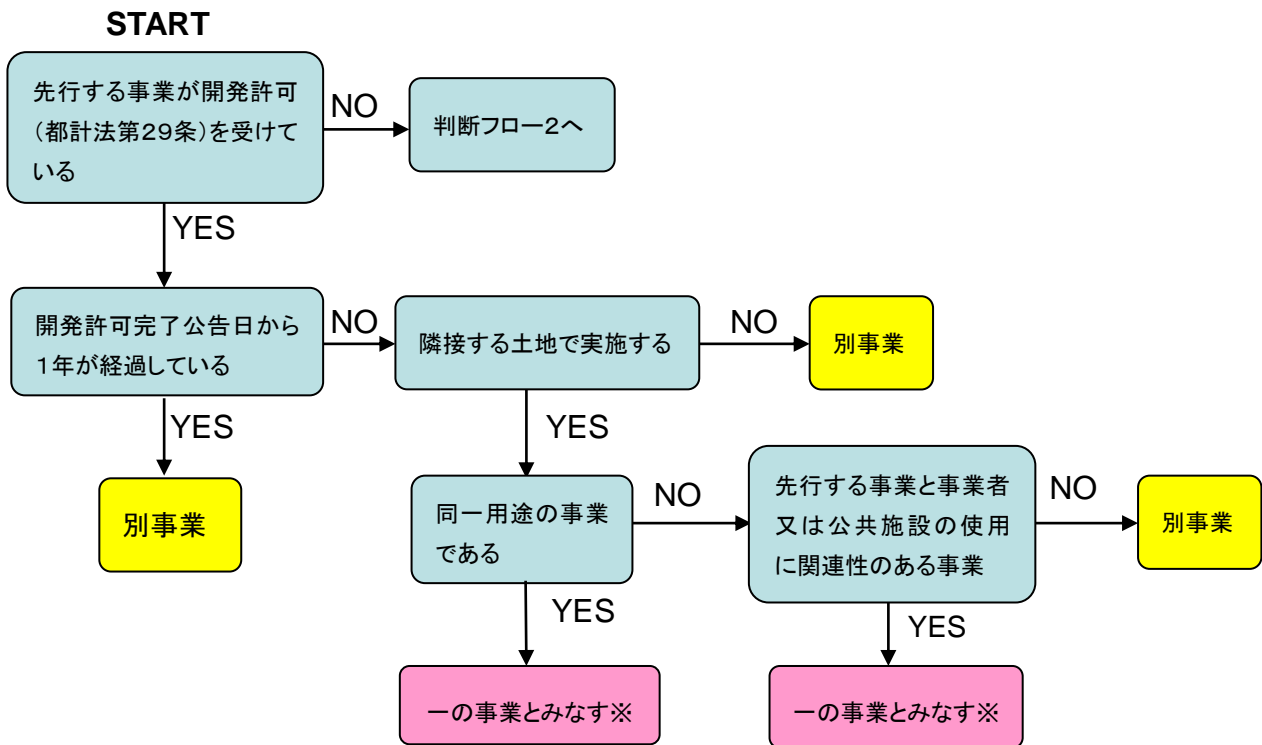 START
先行する事業が開発許可
(都計法第29条)を受けて
いる
NO
判断フロー2へ
YES
開発許可完了公告日から
1年が経過している
NO
隣接する土地で実施する
NO
別事業
YES
別事業
YES
同一用途の事業
である
NO
先行する事業と事業者
又は公共施設の使用
に関連性のある事業
NO
別事業
YES
一の事業とみなす※
YES
一の事業とみなす※